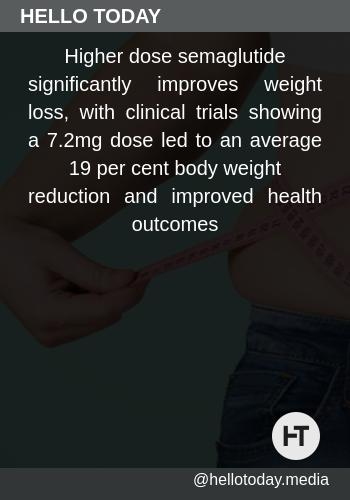 HELLO TODAY
Higher dose semaglutide
significantly improves weight
loss, with clinical trials showing
a 7.2mg dose led to an average
19 per cent body weight
reduction and improved health
outcomes
HT
@hellotoday.media